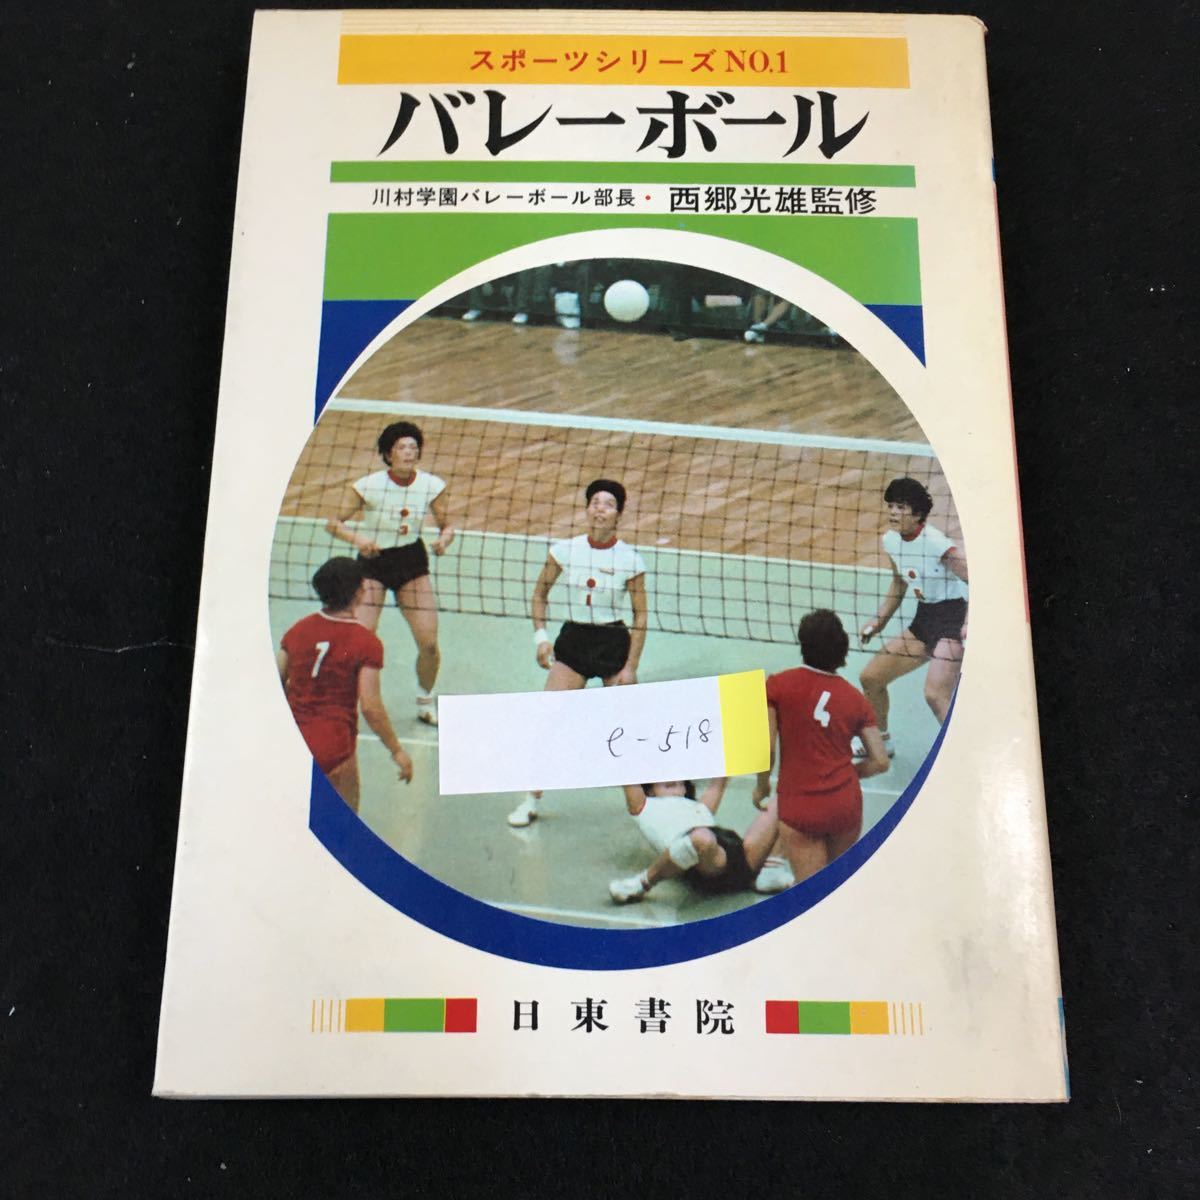 スポーツシリーズNO.1
バレーボール
川村学園バレーボール部長・西郷光雄監修
3
1
7
4
e-518
日東書院